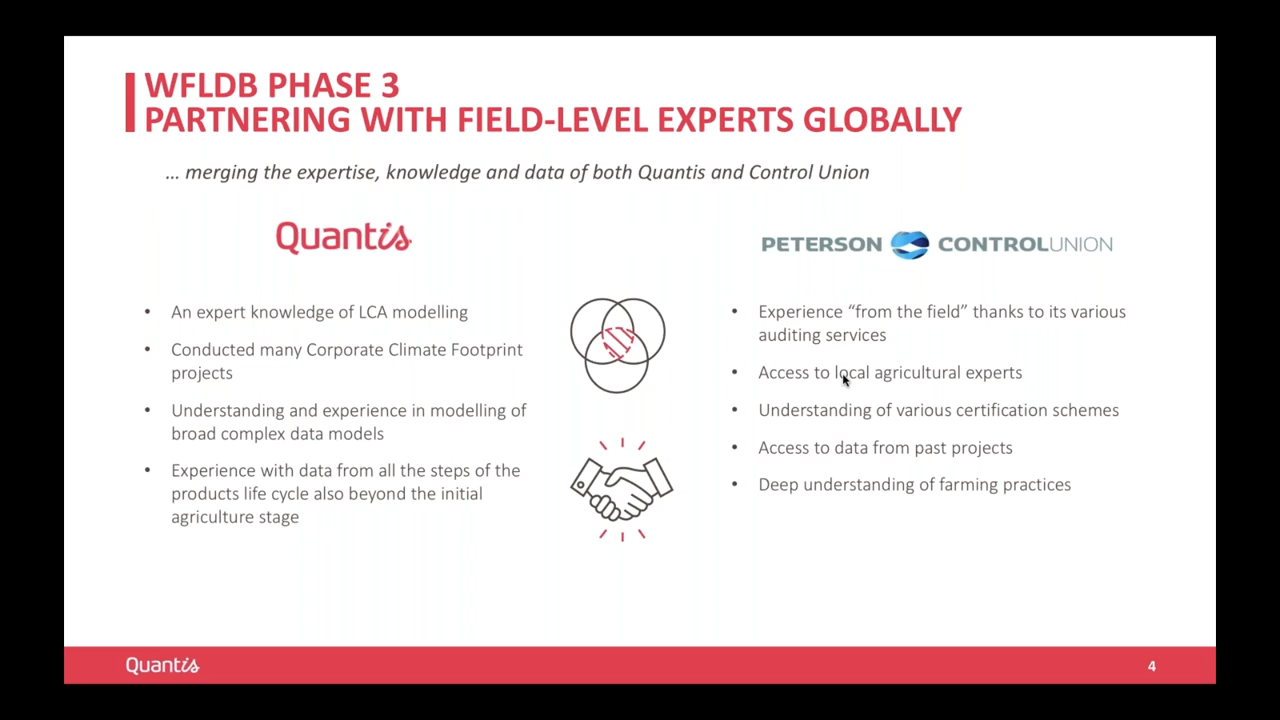 WFLDB PHASE 3
PARTNERING WITH FIELD-LEVEL EXPERTS GLOBALLY
... merging the expertise, knowledge and data of both Quantis and Control Union
Quantis
• An expert knowledge of LCA modelling
• Conducted many Corporate Climate Footprint
projects
• Understanding and experience in modelling of
broad complex data models
• Experience with data from all the steps of the
products life cycle also beyond the initial
agriculture stage
PETERSON CONTROLUNION
• Experience “from the field” thanks to its various
auditing services
• Access to local agricultural experts
• Understanding of various certification schemes
• Access to data from past projects
• Deep understanding of farming practices
Quantis
4